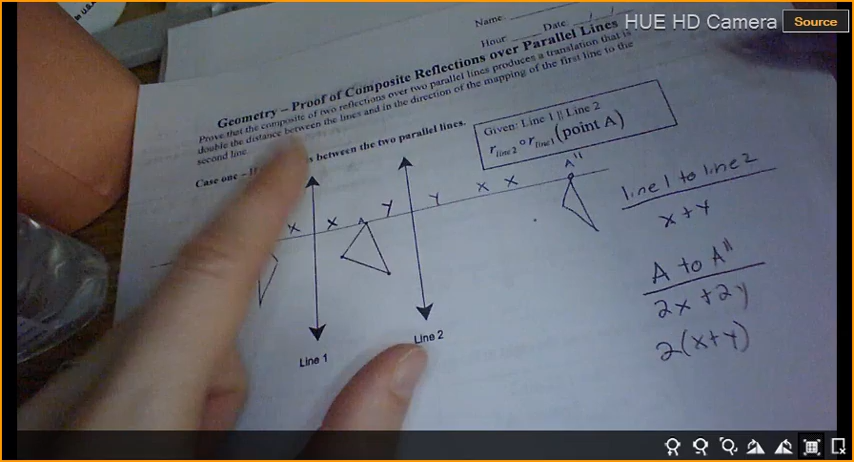 HUE HD Camera
Source
Name
Date: / /
Hour
Geometry – Proof of Composite Reflections over Parallel Lines
Prove that the composite of two reflections over two parallel lines produces a translation that is
double the distance between the lines and in the direction of the mapping of the first line to the
second line.
Given: Line 1 || Line 2
r line 2 ∘ r line 1 (point A)
Case one – between the two parallel lines.
A''
X X A Y Y X X
line 1 to line 2
X + Y
A to A''
2x + 2y
2(x+y)
Line 1
Line 2